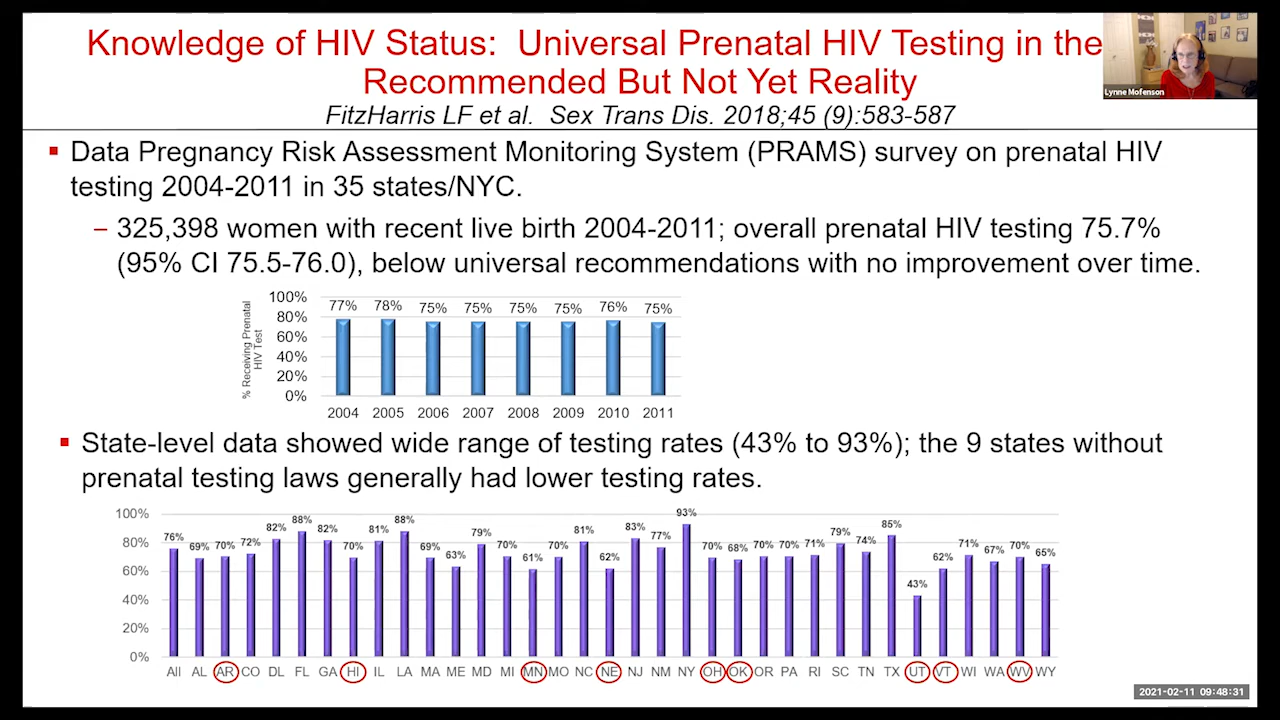 Knowledge of HIV Status: Universal Prenatal HIV Testing in the
Recommended But Not Yet Reality
FitzHarris LF et al. Sex Trans Dis. 2018;45 (9):583-587
Lynne Mofenson
▪ Data Pregnancy Risk Assessment Monitoring System (PRAMS) survey on prenatal HIV
testing 2004-2011 in 35 states/NYC.
– 325,398 women with recent live birth 2004-2011; overall prenatal HIV testing 75.7%
(95% CI 75.5-76.0), below universal recommendations with no improvement over time.
% Receiving Prenatal
HIV Test
100%
80%
60%
40%
20%
0%
77% 78% 75% 75% 75% 75% 76% 75%
2004 2005 2006 2007 2008 2009 2010 2011
▪ State-level data showed wide range of testing rates (43% to 93%); the 9 states without
prenatal testing laws generally had lower testing rates.
100%
80%
60%
40%
20%
0%
76% 69% 70% 72% 82% 88% 82% 70% 81% 88% 69% 63% 79% 70% 61% 70% 81% 62% 83% 77% 93% 70% 68% 70% 70% 71% 79% 74% 85% 43% 62% 71% 67% 70% 65%
All AL AR CO DL FL GA HI IL LA MA ME MD MI MN MO NC NE NJ NM NY OH OK OR PA RI SC TN TX UT VT WI WA WV WY
2021-02-11 09:48:31